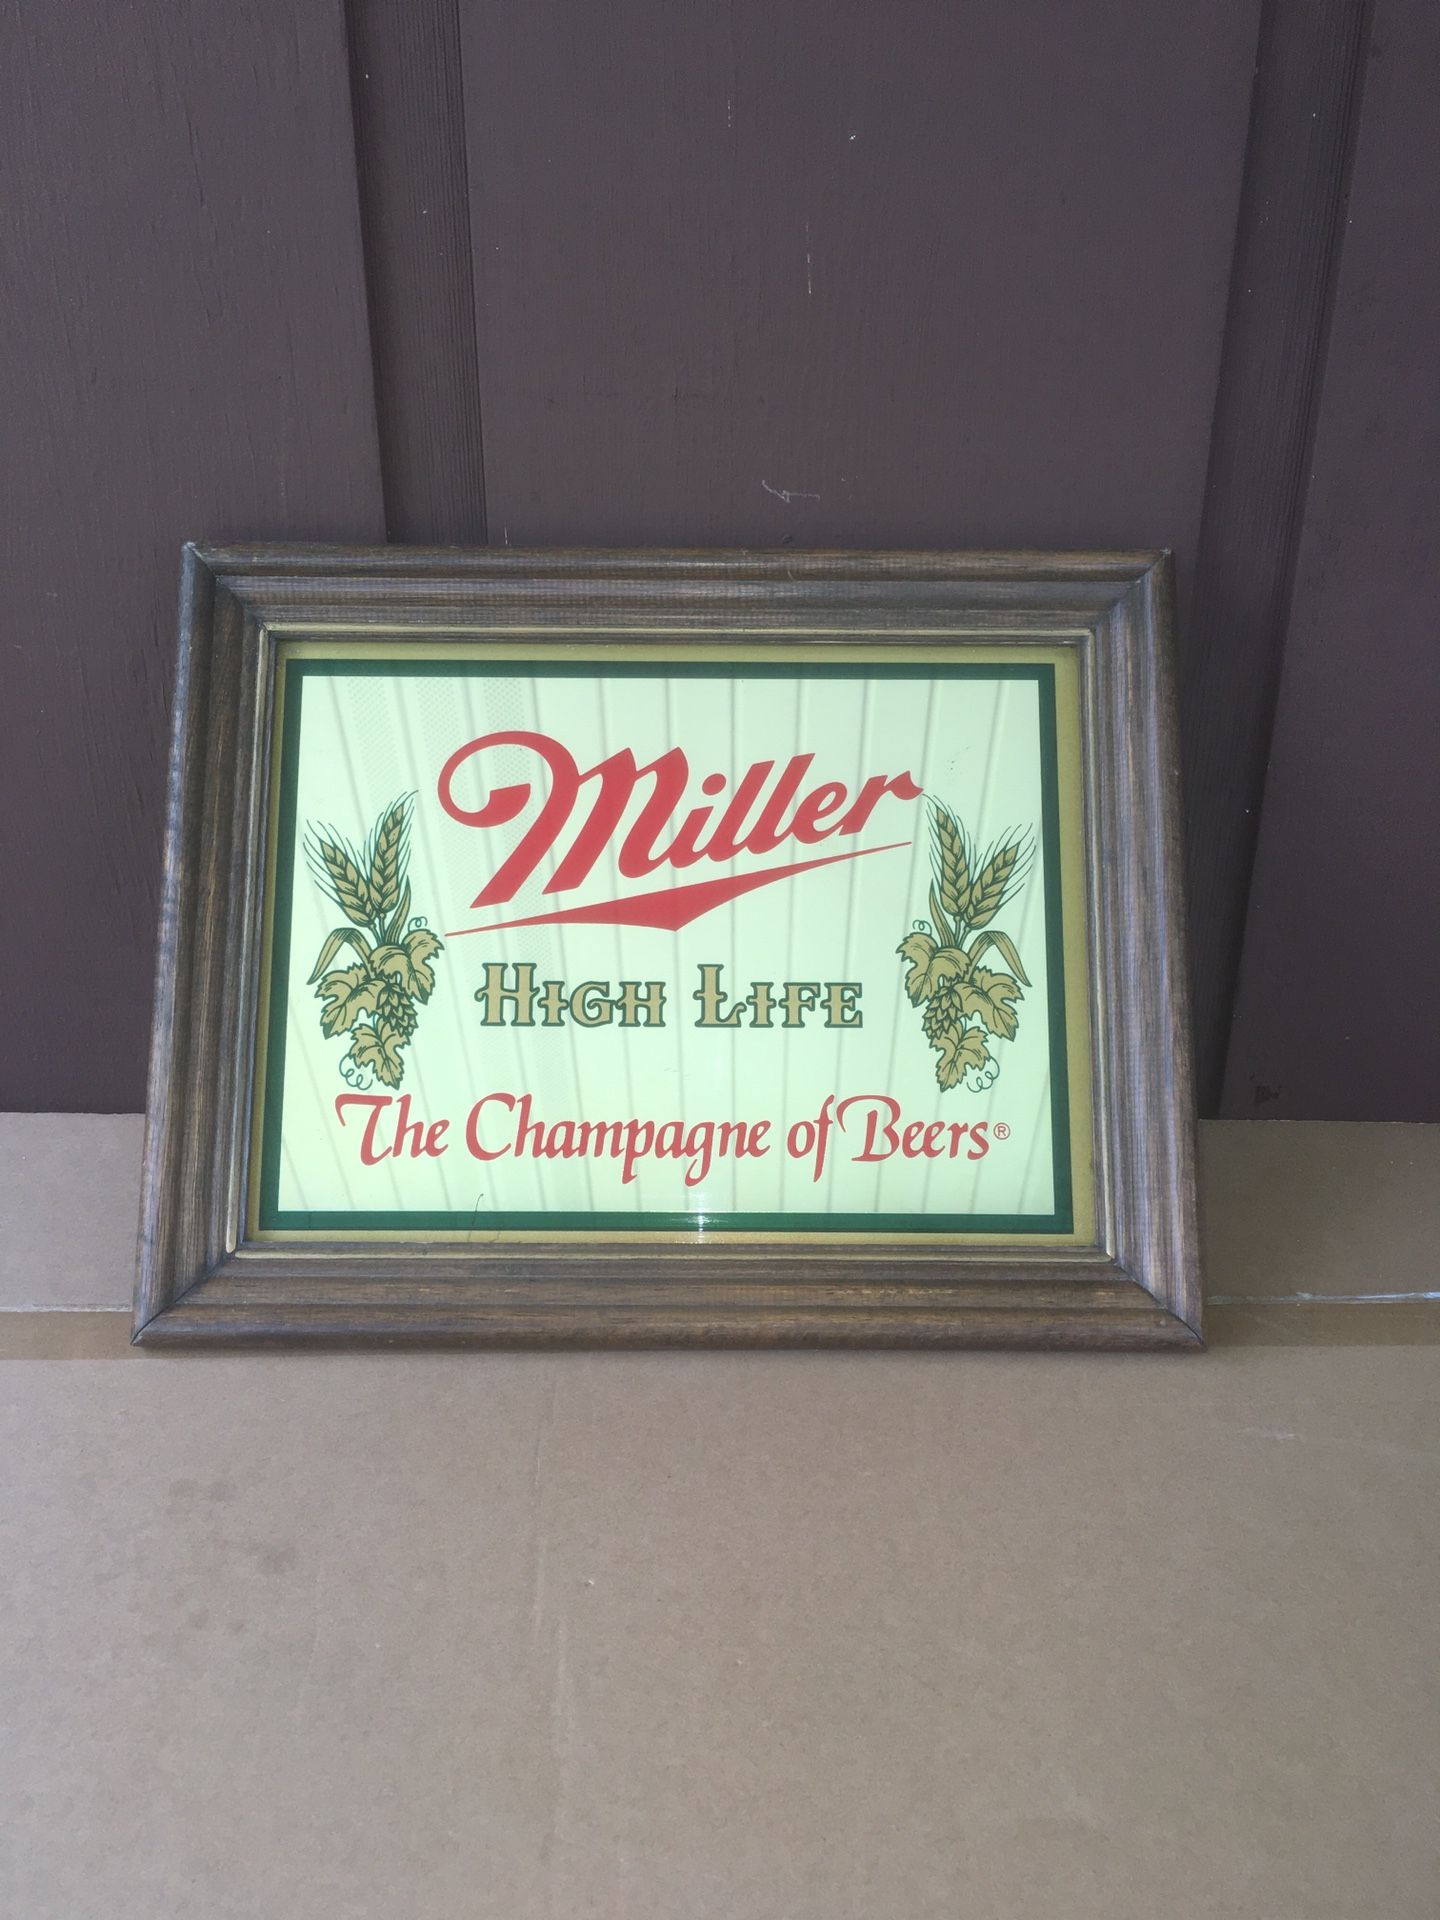 Miller
HIGH LIFE
The Champagne of Beers®